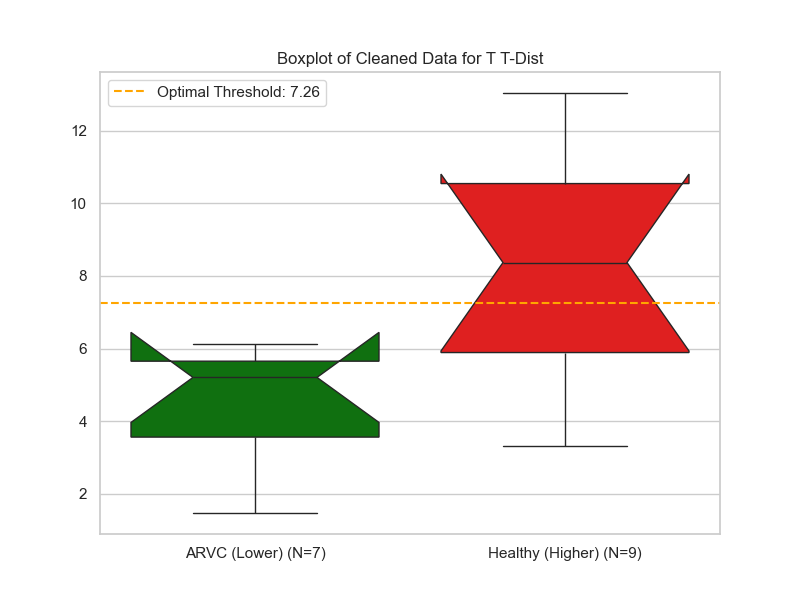 Boxplot of Cleaned Data for T T-Dist
Optimal Threshold: 7.26
12
10
8
6
4
2
ARVC (Lower) (N=7)
Healthy (Higher) (N=9)